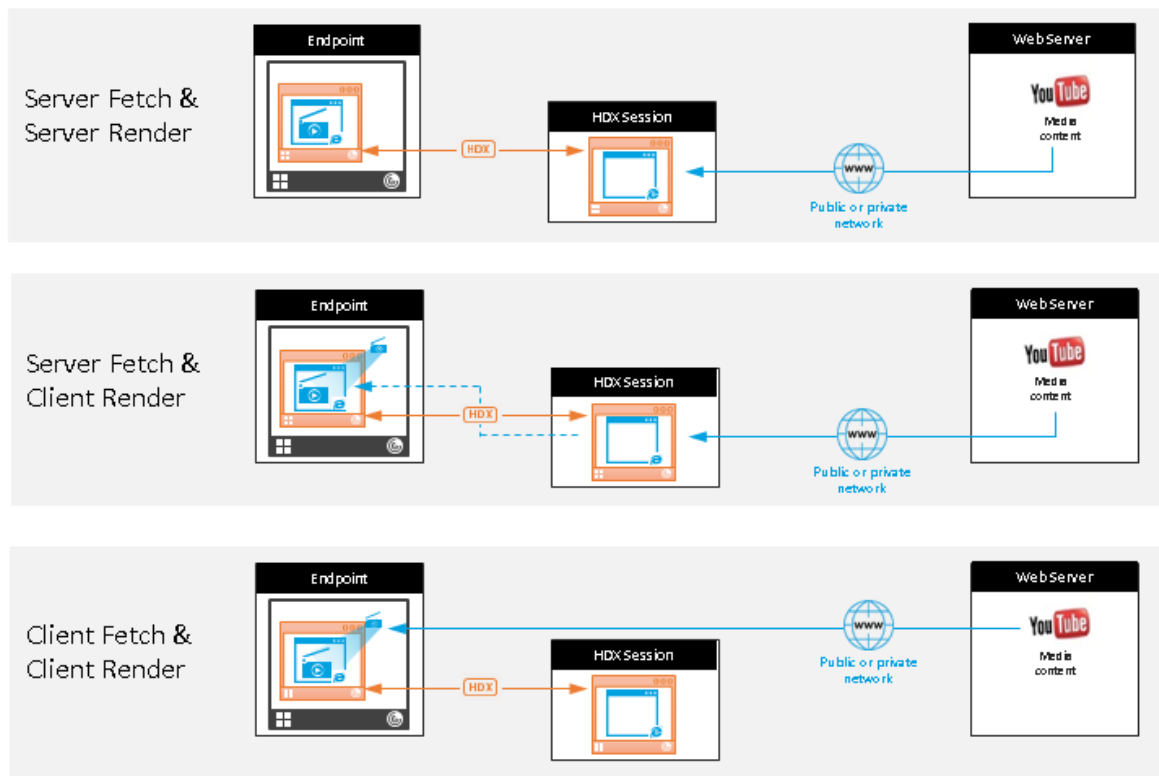 Server Fetch &
Server Render
Endpoint
HDX
HDX Session
www
Public or private
network
WebServer
YouTube
Media
content
Server Fetch &
Client Render
Endpoint
HDX
HDX Session
www
Public or private
network
WebServer
YouTube
Media
content
Client Fetch &
Client Render
Endpoint
HDX
HDX Session
www
Public or private
network
WebServer
YouTube
Media
content